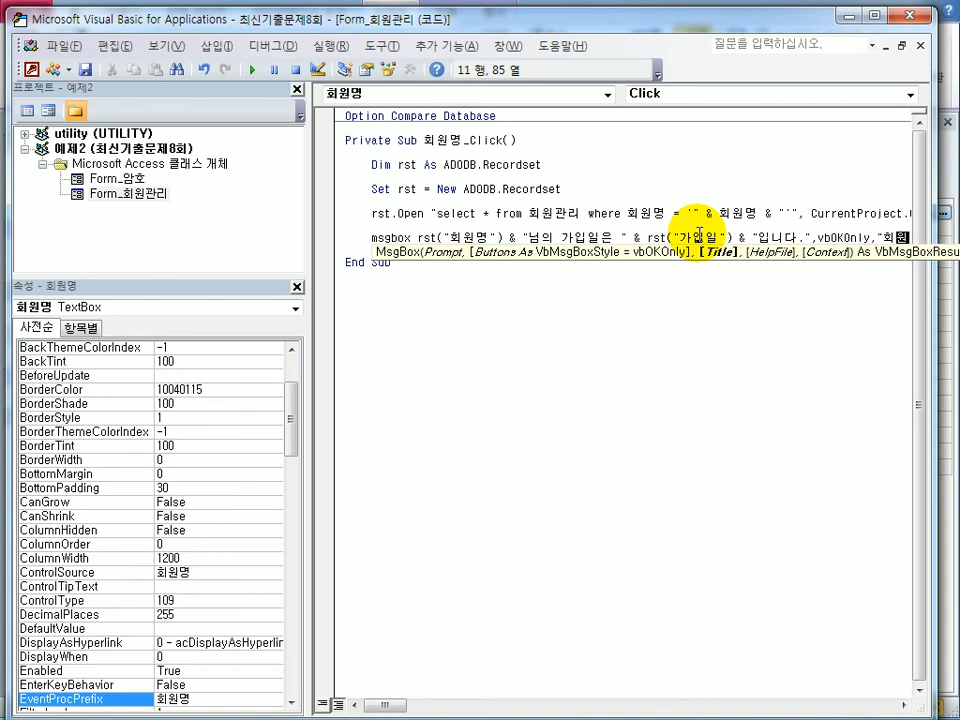 Microsoft Visual Basic for Applications - 최신기출문제8회 - [Form_회원관리 (코드)]
파일(F) 편집(E) 보기(V) 삽입(I) 디버그(D) 실행(R) 도구(T) 추가 기능(A) 창(W) 도움말(H) 질문을 입력하십시오.
11 행, 85 열
프로젝트 - 예제2
utility (UTILITY)
예제2 (최신기출문제8회)
Microsoft Access 클래스 개체
Form_암호
Form_회원관리
속성 - 회원명
회원명 TextBox
사전순 항목별
BackThemeColorIndex -1
BackTint 100
BeforeUpdate
BorderColor 10040115
BorderShade 100
BorderStyle 1
BorderThemeColorIndex -1
BorderTint 100
BorderWidth 0
BottomMargin 0
BottomPadding 30
CanGrow False
CanShrink False
ColumnHidden False
ColumnOrder 0
ColumnWidth 1200
ControlSource 회원명
ControlTipText
ControlType 109
DecimalPlaces 255
DefaultValue
DisplayAsHyperlink 0 - acDisplayAsHyperlin
DisplayWhen 0
Enabled True
EnterKeyBehavior False
EventProcPrefix 회원명
회원명 Click
Option Compare Database
Private Sub 회원명_Click()
Dim rst As ADODB.Recordset
Set rst = New ADODB.Recordset
rst.Open "select * from 회원관리 where 회원명 = '" & 회원명 & "'", CurrentProject.
msgbox rst("회원명") & "님의 가입일은 " & rst("가입일") & "입니다.",vbOKOnly,"회원
MsgBox(Prompt, [Buttons As VbMsgBoxStyle = vbOKOnly], [Title], [HelpFile], [Context]) As VbMsgBoxResu
End Sub